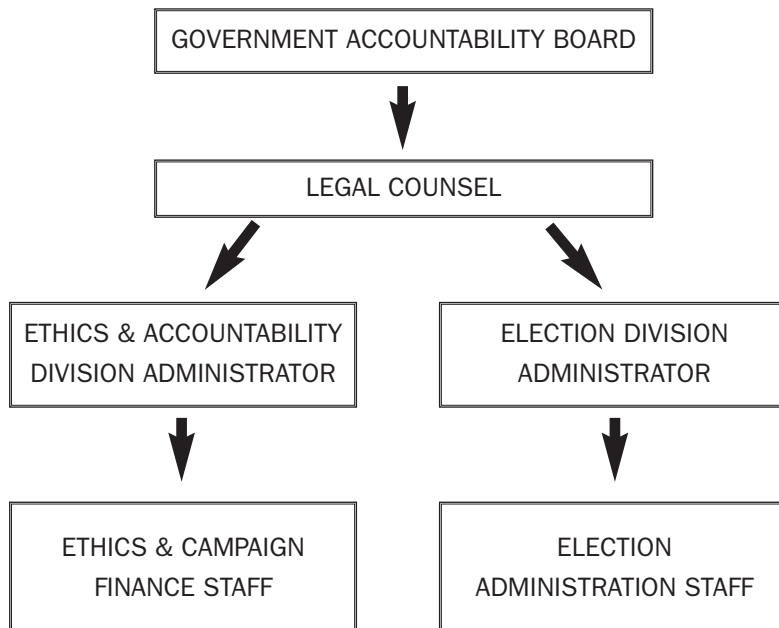 GOVERNMENT ACCOUNTABILITY BOARD
LEGAL COUNSEL
ETHICS & ACCOUNTABILITY
DIVISION ADMINISTRATOR
ELECTION DIVISION
ADMINISTRATOR
ETHICS & CAMPAIGN
FINANCE STAFF
ELECTION
ADMINISTRATION STAFF